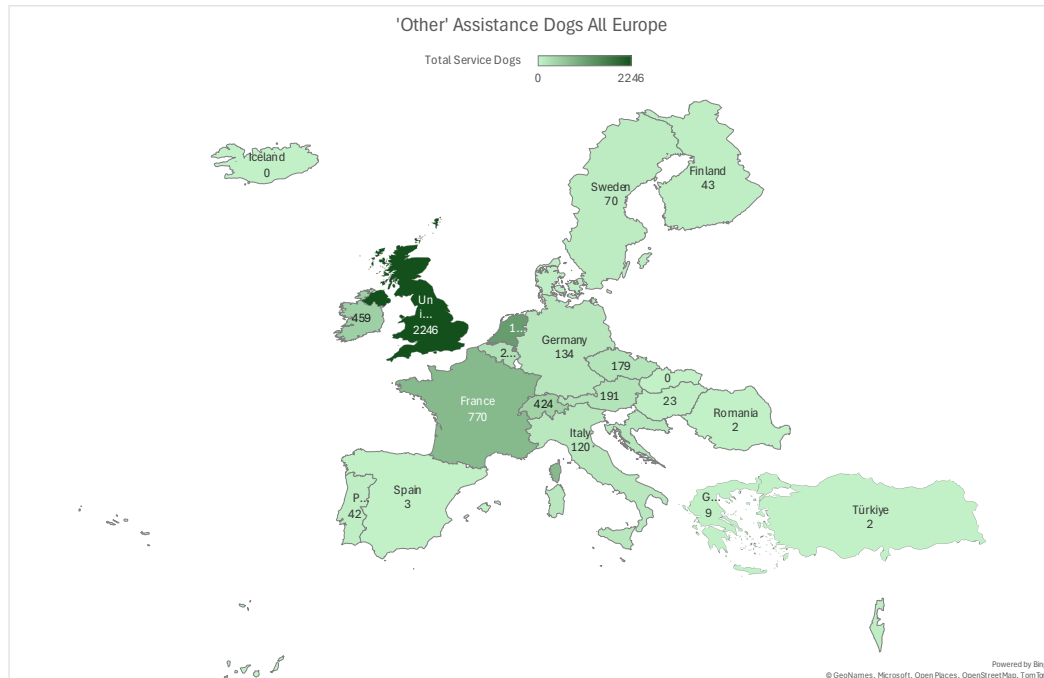 'Other' Assistance Dogs All Europe
Total Service Dogs
0 2246
Iceland
0
Sweden
70
Finland
43
Un
i...
2246
459
1...
2...
Germany
134
179
0
France
770
424
191
23
Romania
2
Italy
120
Spain
3
P...
42
G...
9
Türkiye
2
Powered by Bing
© GeoNames, Microsoft, Open Places, OpenStreetMap, TomTom